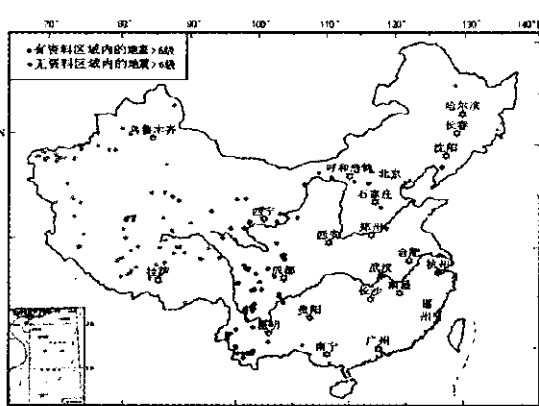 70° 80° 90° 100 110 120 130 140°
有资料区域内的地震>6级
无资料区域内的地震>6级
哈尔滨
长春
乌鲁木齐
沈阳
呼和浩特
北京
石家庄
西宁
西安
郑州
合肥
拉萨
成都
武汉
杭州
长沙
南昌
贵阳
福州
昆明
南宁
广州